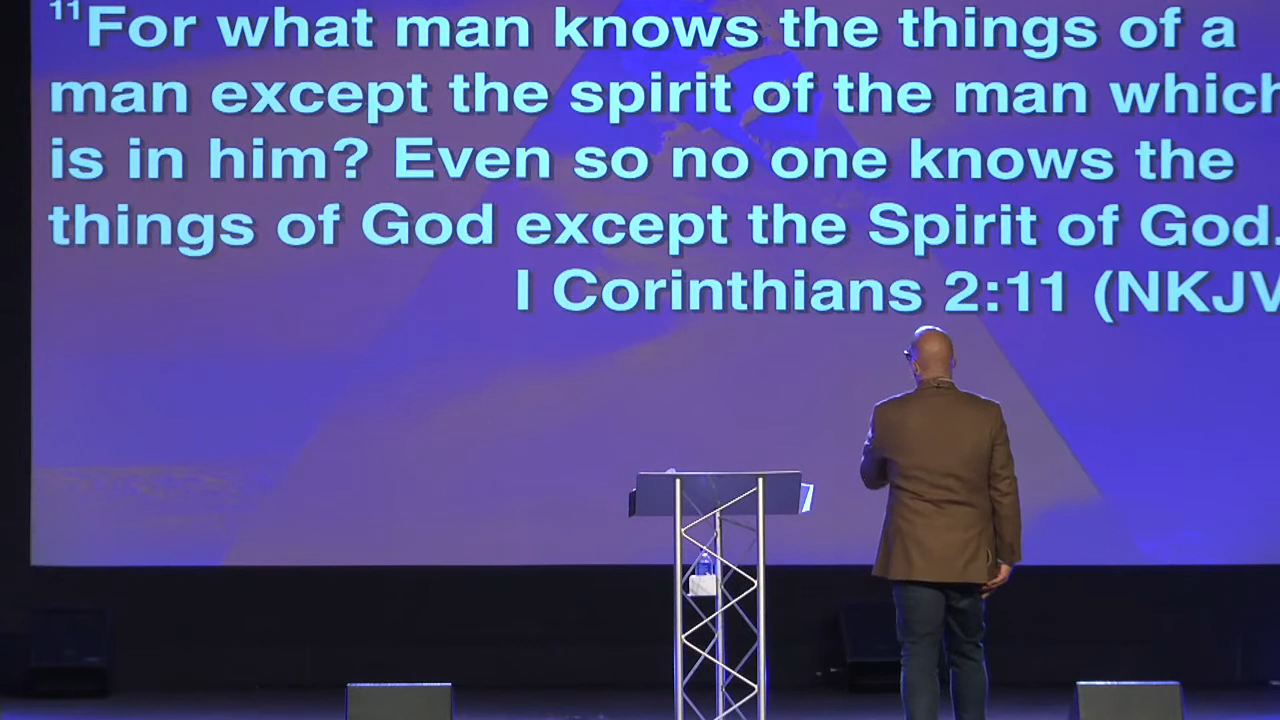 11For what man knows the things of a
man except the spirit of the man which
is in him? Even so no one knows the
things of God except the Spirit of God.
I Corinthians 2:11 (NKJV